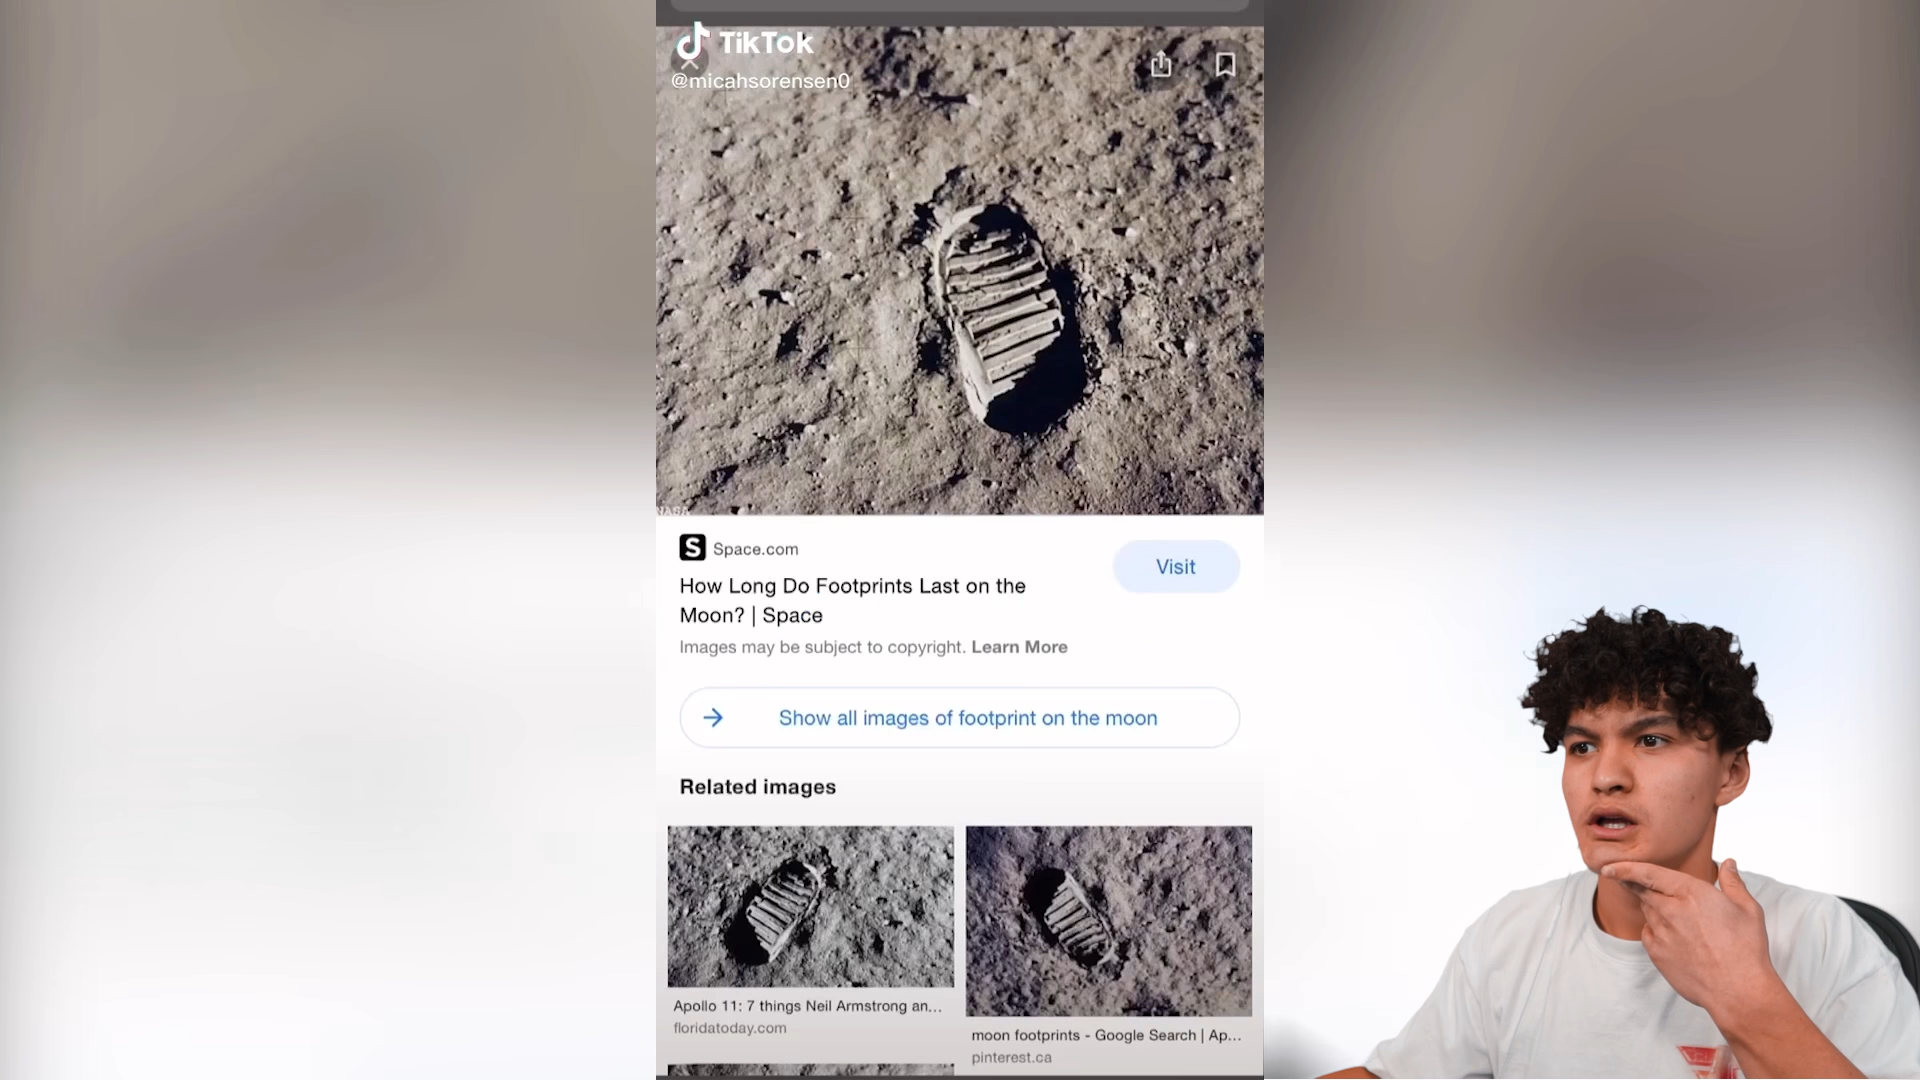 TikTok
@micahsorensen0
NASA
S Space.com
Visit
How Long Do Footprints Last on the
Moon? | Space
Images may be subject to copyright. Learn More
Show all images of footprint on the moon
Related images
Apollo 11: 7 things Neil Armstrong an...
floridatoday.com
moon footprints - Google Search | Ap...
pinterest.ca